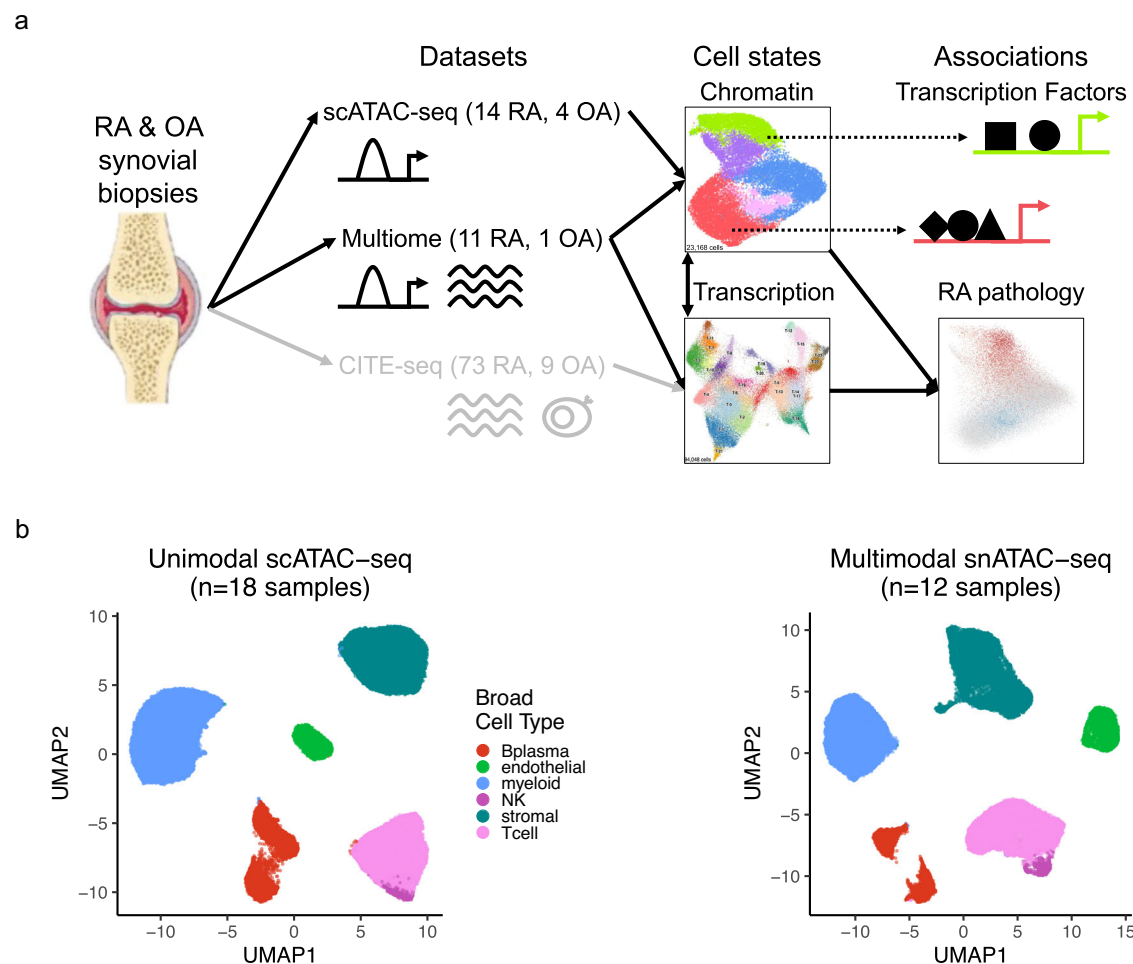 a
Datasets
Cell states
Associations
Chromatin
Transcription Factors
RA & OA
synovial
biopsies
scATAC-seq (14 RA, 4 OA)
Multiome (11 RA, 1 OA)
23,168 cells
Transcription
RA pathology
CITE-seq (73 RA, 9 OA)
94,048 cells
b
Unimodal scATAC−seq
(n=18 samples)
Multimodal snATAC−seq
(n=12 samples)
10
5
0
−5
−10
UMAP2
−10
−5
0
5
10
UMAP1
Broad
Cell Type
Bplasma
endothelial
myeloid
NK
stromal
Tcell
10
5
0
−5
−10
UMAP2
−10
−5
0
5
10
15
UMAP1